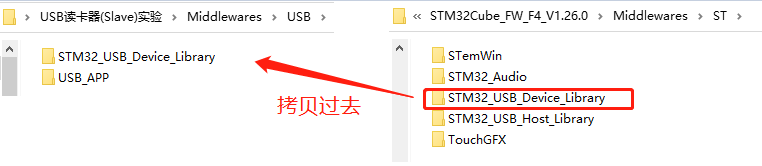 USB读卡器(Slave)实验 > Middlewares > USB >
STM32_USB_Device_Library
USB_APP
拷贝过去
STM32Cube_FW_F4_V1.26.0 > Middlewares > ST >
STemWin
STM32_Audio
STM32_USB_Device_Library
STM32_USB_Host_Library
TouchGFX